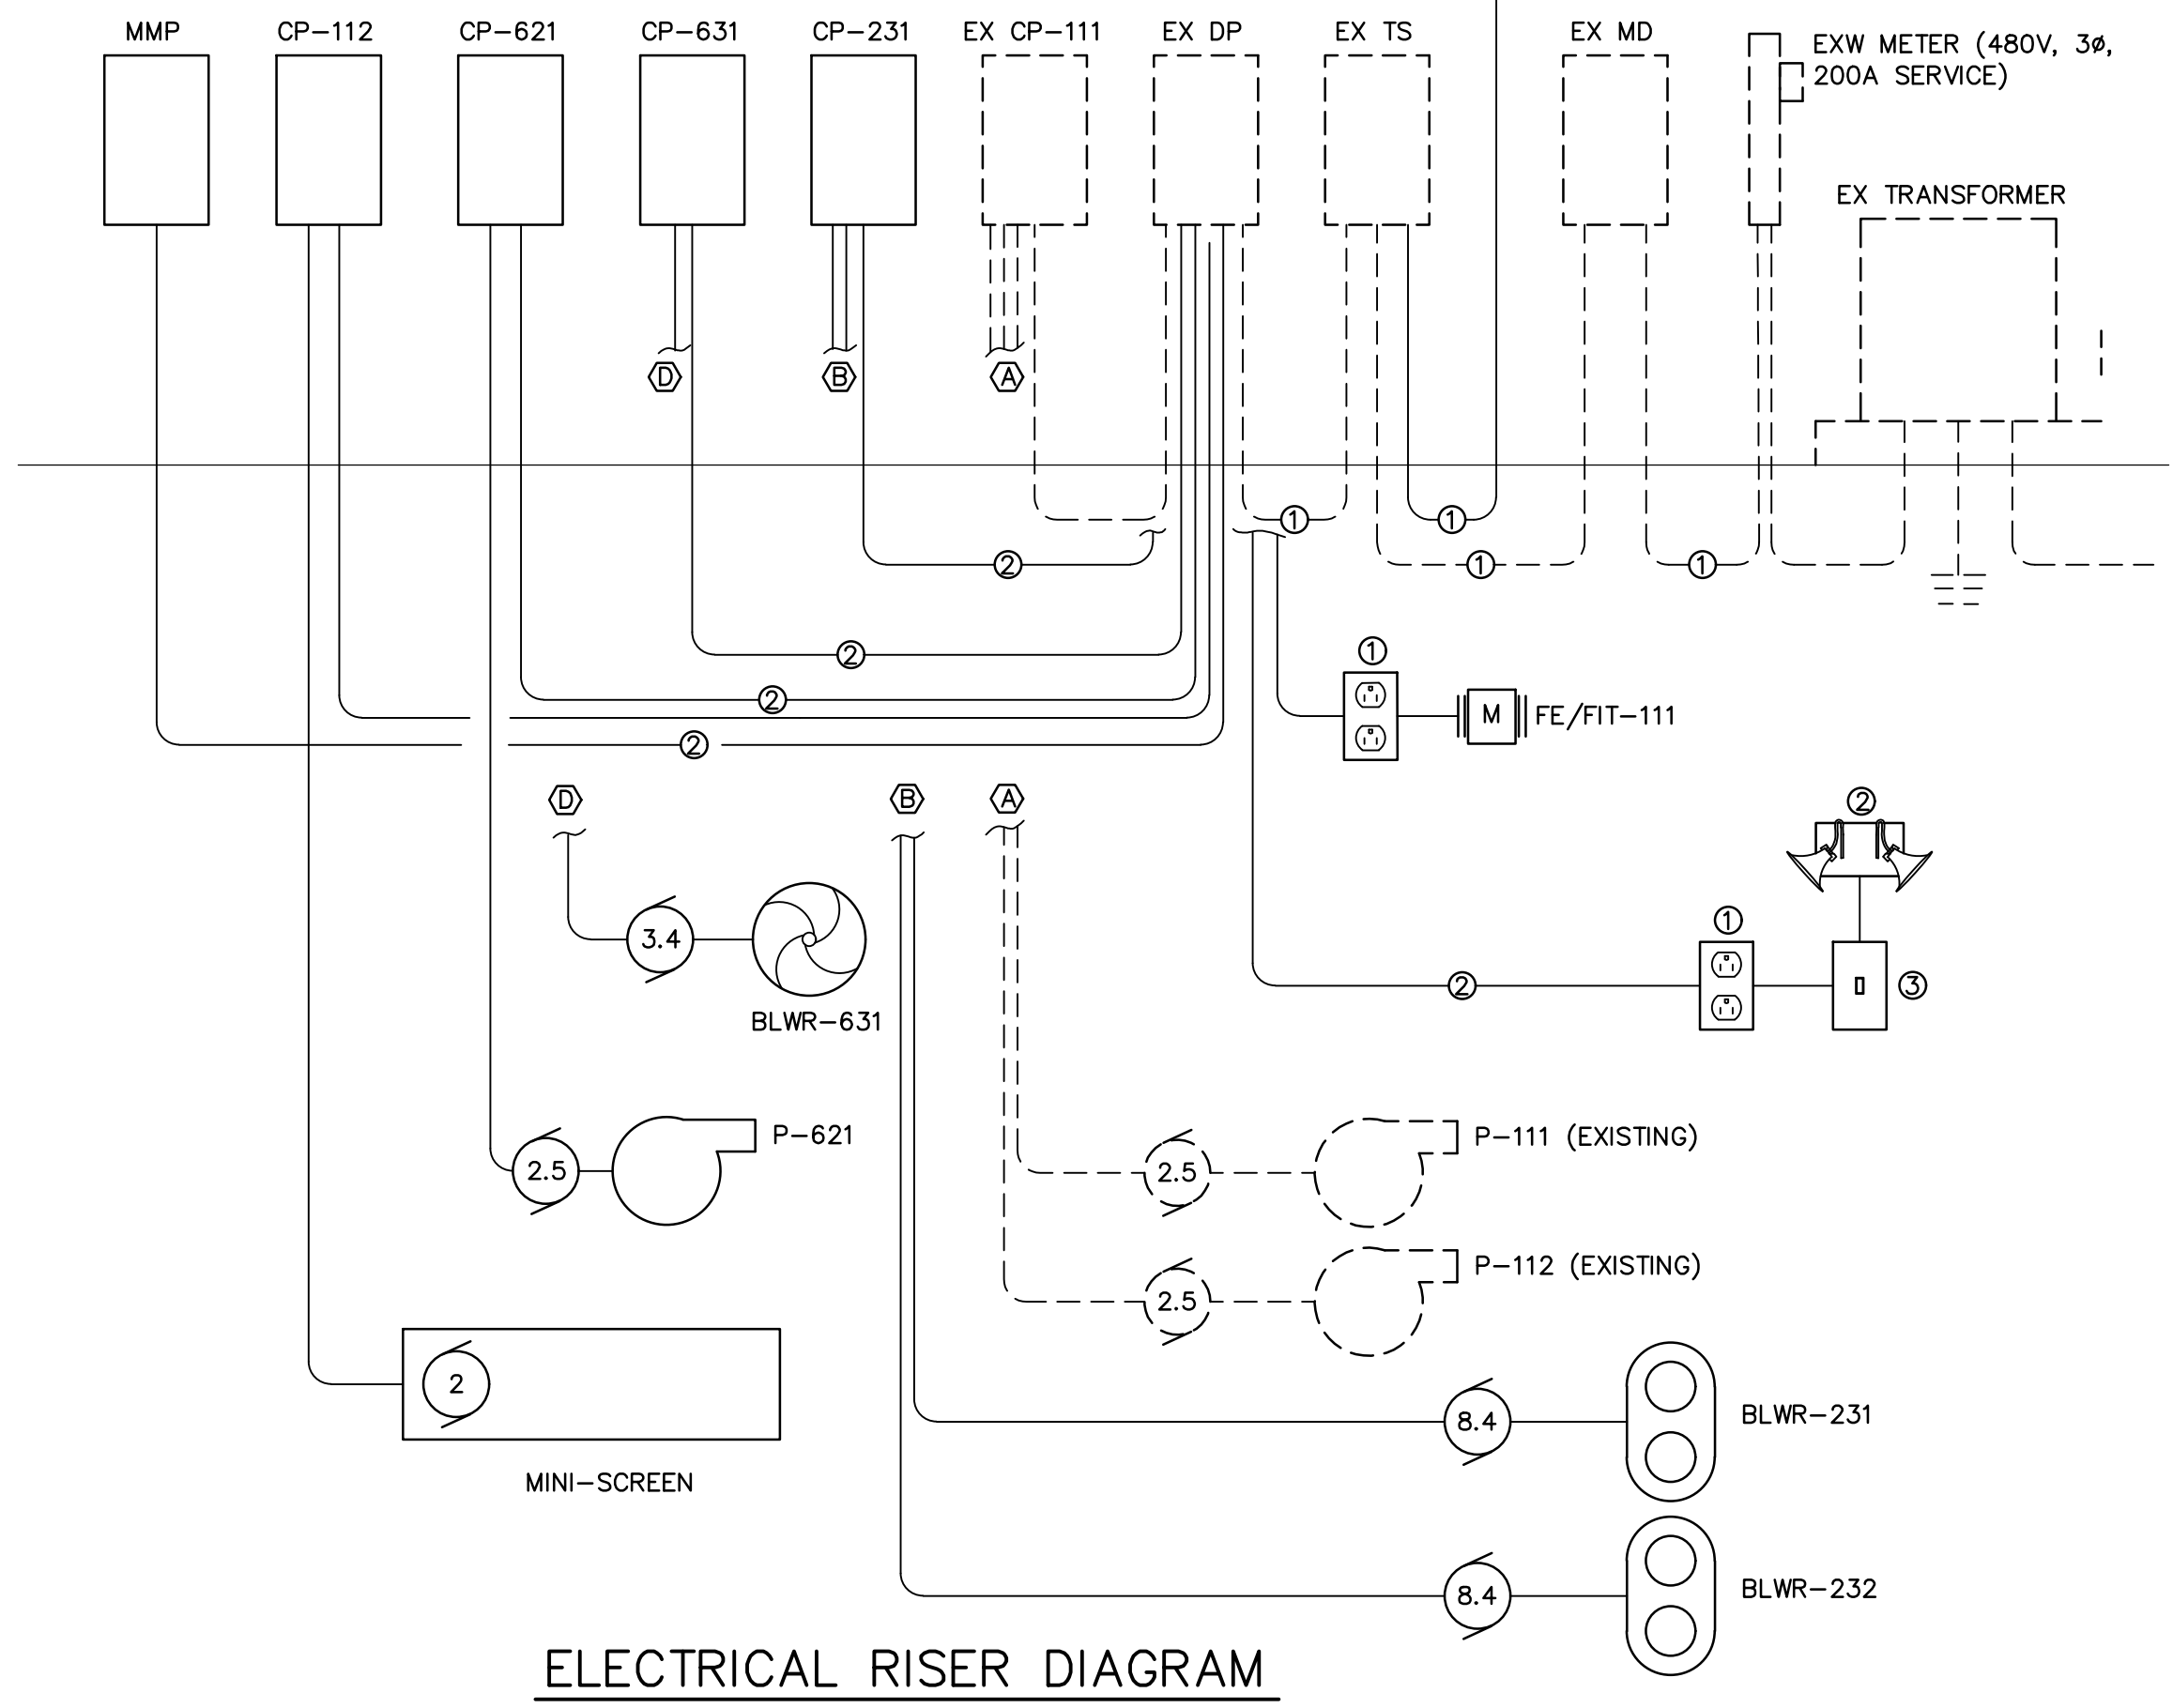 MMP CP-112 CP-621 CP-631 CP-231 EX CP-111 EX DP EX TS EX MD
EXW METER (480V, 3ø,
200A SERVICE)
EX TRANSFORMER
D B A
1 1
2 1 1
2
1
2
M FE/FIT-111
2
D B A
2
3.4
1
2 3
BLWR-631
P-621
2.5
P-111 (EXISTING)
2.5
P-112 (EXISTING)
2.5
2
8.4 BLWR-231
MINI-SCREEN
8.4 BLWR-232
ELECTRICAL RISER DIAGRAM